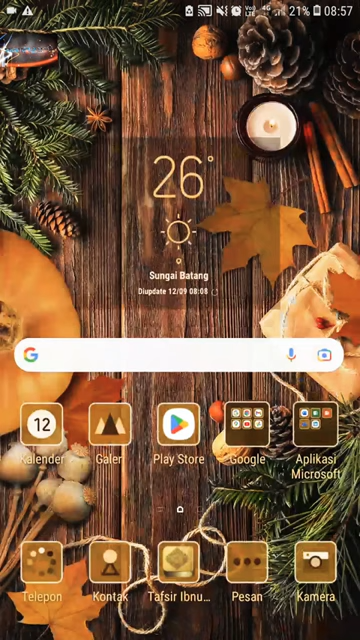 21% 08:57
26°
Sungai Batang
Diupdate 12/09 08:08
12
Kalender
Galeri
Play Store
Google
Aplikasi
Microsoft
Telepon
Kontak
Tafsir Ibnu...
Pesan
Kamera